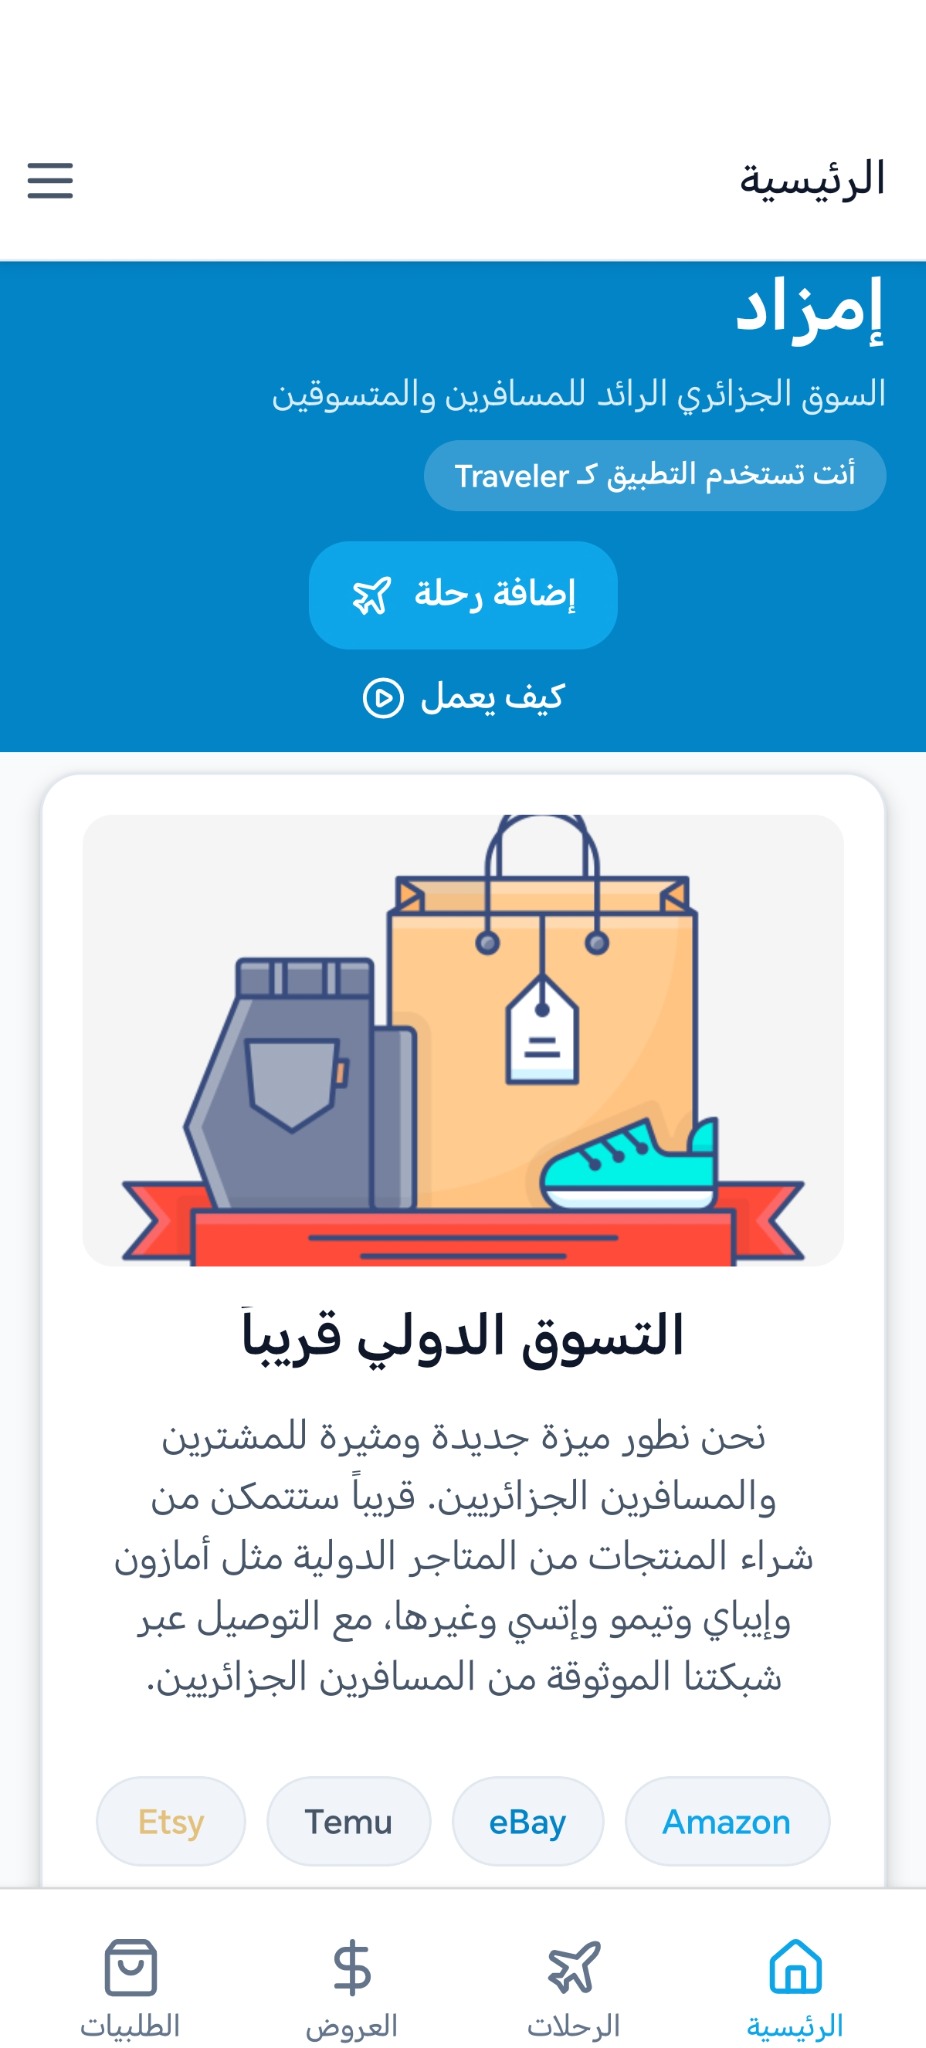 الرئيسية
إمزاد
السوق الجزائري الرائد للمسافرين والمتسوقين
أنت تستخدم التطبيق كـ Traveler
إضافة رحلة
كيف يعمل
التسوق الدولي قريباً
نحن نطور ميزة جديدة ومثيرة للمشترين
والمسافرين الجزائريين. قريباً ستتمكن من
شراء المنتجات من المتاجر الدولية مثل أمازون
وإيباي وتيمو وإتسي وغيرها، مع التوصيل عبر
شبكتنا الموثوقة من المسافرين الجزائريين.
Amazon
eBay
Temu
Etsy
الرئيسية
الرحلات
العروض
الطلبيات